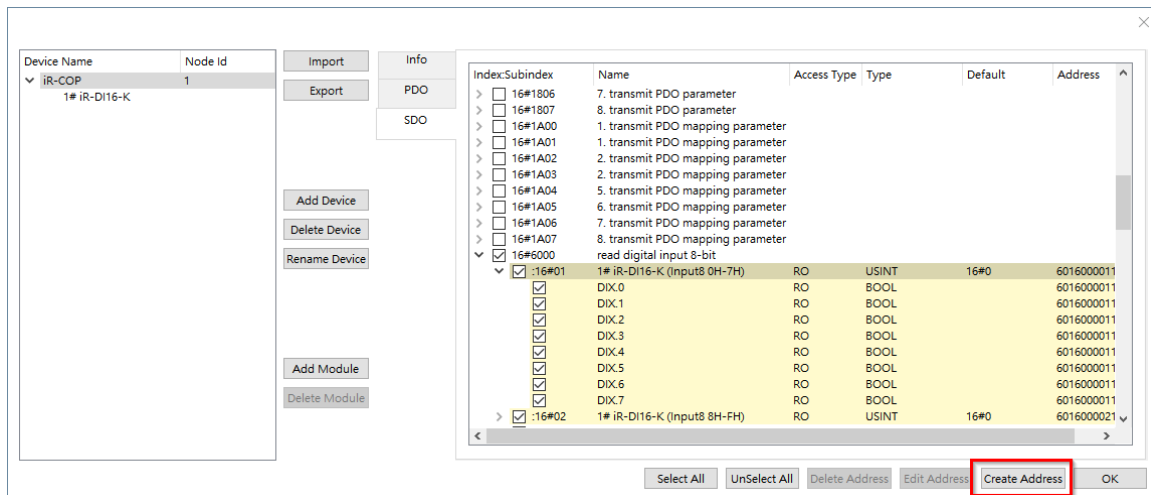 Device Name Node Id
iR-COP 1
1# iR-DI16-K
Import
Export
Add Device
Delete Device
Rename Device
Add Module
Delete Module
Info
PDO
SDO
Index:Subindex Name Access Type Type Default Address
16#1806 7. transmit PDO parameter
16#1807 8. transmit PDO parameter
16#1A00 1. transmit PDO mapping parameter
16#1A01 1. transmit PDO mapping parameter
16#1A02 2. transmit PDO mapping parameter
16#1A03 2. transmit PDO mapping parameter
16#1A04 5. transmit PDO mapping parameter
16#1A05 6. transmit PDO mapping parameter
16#1A06 7. transmit PDO mapping parameter
16#1A07 8. transmit PDO mapping parameter
16#6000 read digital input 8-bit
:16#01 1# iR-DI16-K (Input8 0H-7H) RO USINT 16#0 6016000011
DIX.0 RO BOOL 6016000011
DIX.1 RO BOOL 6016000011
DIX.2 RO BOOL 6016000011
DIX.3 RO BOOL 6016000011
DIX.4 RO BOOL 6016000011
DIX.5 RO BOOL 6016000011
DIX.6 RO BOOL 6016000011
DIX.7 RO BOOL 6016000011
:16#02 1# iR-DI16-K (Input8 8H-FH) RO USINT 16#0 6016000021
Select All UnSelect All Delete Address Edit Address Create Address OK